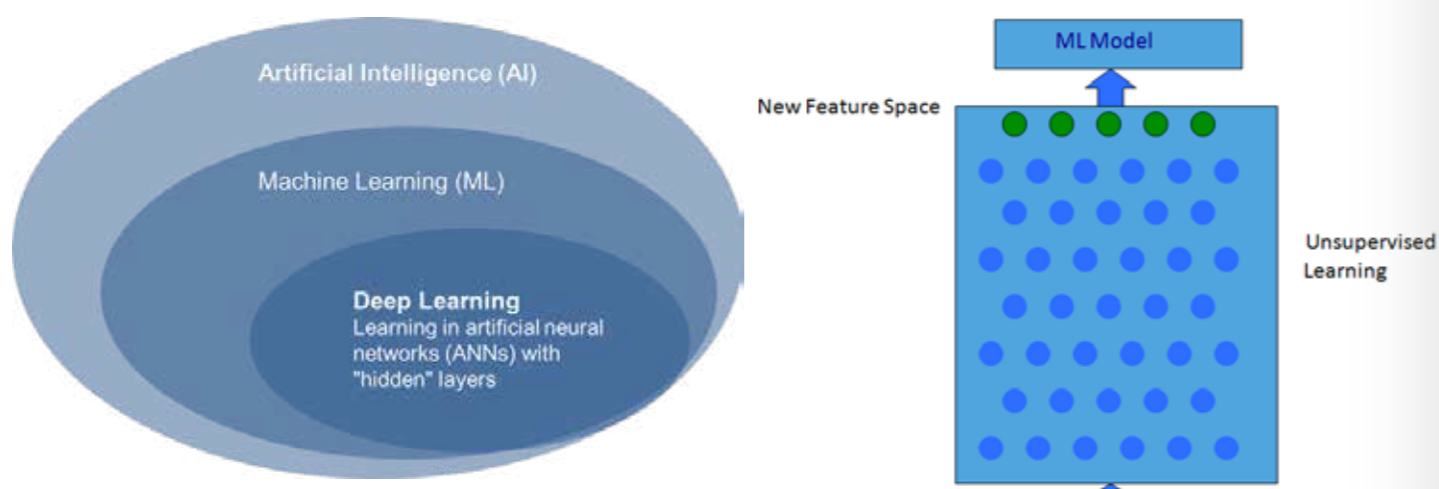 Artificial Intelligence (AI)
Machine Learning (ML)
Deep Learning
Learning in artificial neural
networks (ANNs) with
"hidden" layers
ML Model
New Feature Space
Unsupervised
Learning